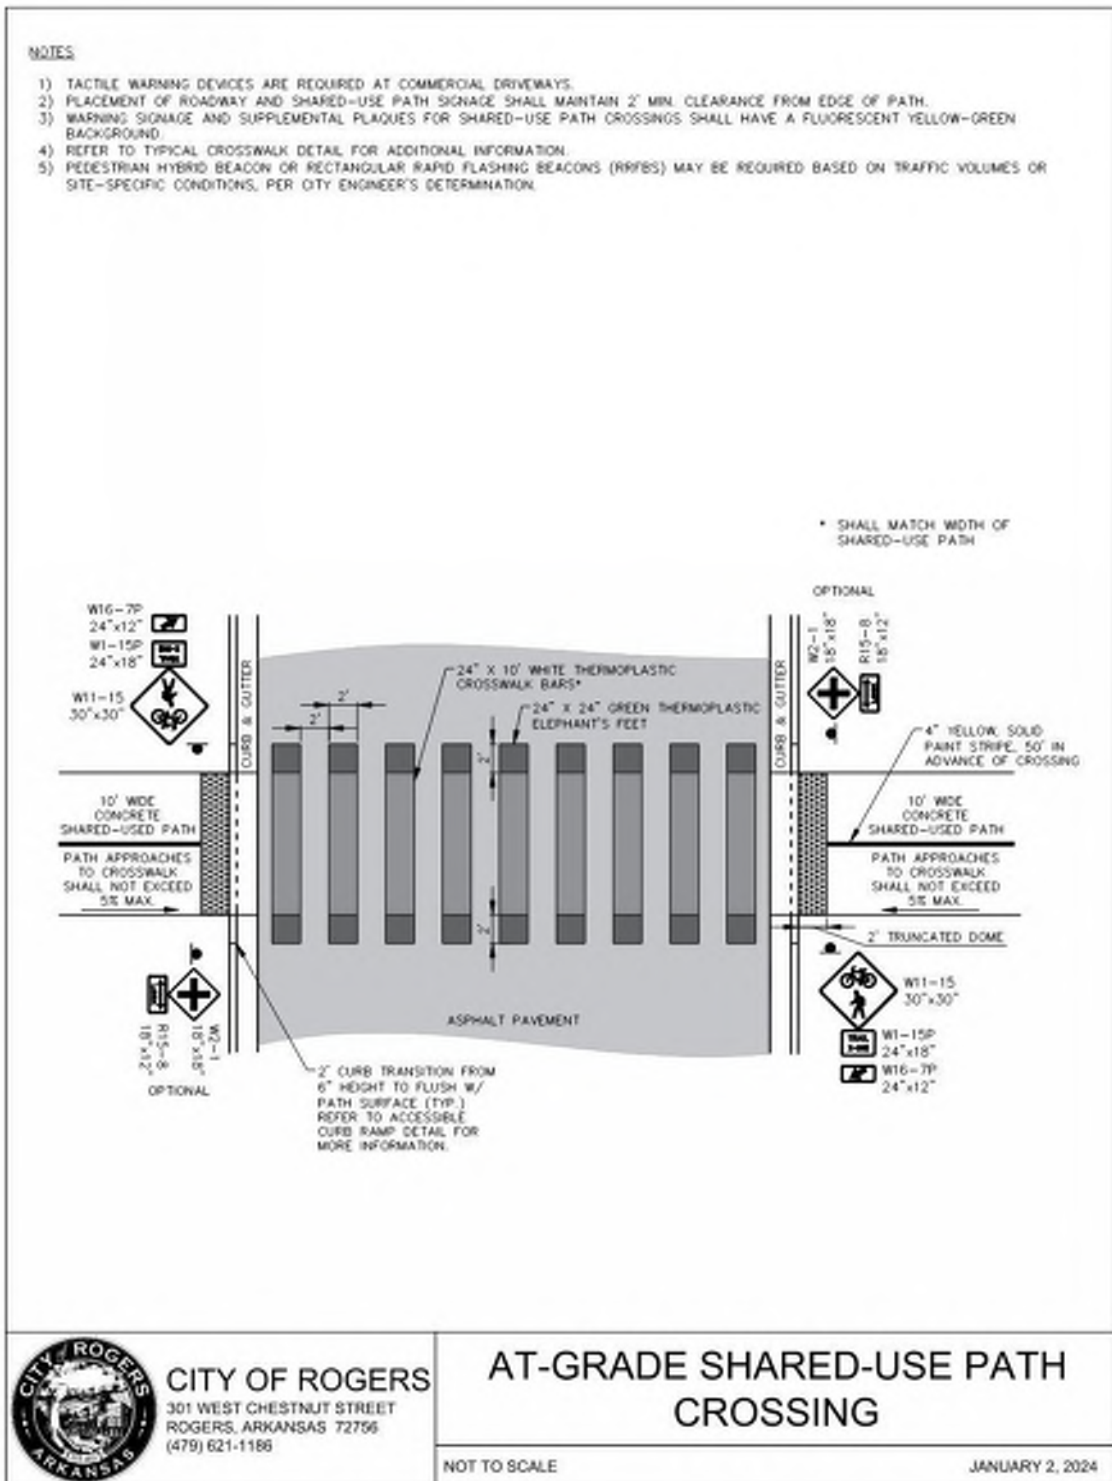 NOTES
1) TACTILE WARNING DEVICES ARE REQUIRED AT COMMERCIAL DRIVEWAYS.
2) PLACEMENT OF ROADWAY AND SHARED-USE PATH SIGNAGE SHALL MAINTAIN 2' MIN. CLEARANCE FROM EDGE OF PATH.
3) WARNING SIGNAGE AND SUPPLEMENTAL PLAQUES FOR SHARED-USE PATH CROSSINGS SHALL HAVE A FLUORESCENT YELLOW-GREEN
BACKGROUND.
4) REFER TO TYPICAL CROSSWALK DETAIL FOR ADDITIONAL INFORMATION.
5) PEDESTRIAN HYBRID BEACON OR RECTANGULAR RAPID FLASHING BEACONS (RRFBS) MAY BE REQUIRED BASED ON TRAFFIC VOLUMES OR
SITE-SPECIFIC CONDITIONS, PER CITY ENGINEER'S DETERMINATION.
* SHALL MATCH WIDTH OF
SHARED-USE PATH
W16-7P
24"x12"
W1-15P
24"x18"
W11-15
30"x30"
CURB & GUTTER
24" X 10' WHITE THERMOPLASTIC
CROSSWALK BARS*
24" X 24" GREEN THERMOPLASTIC
ELEPHANT'S FEET
2'
2'
2'
2'
OPTIONAL
W2-1
18"x18"
R15-8
18"x12"
CURB & GUTTER
4" YELLOW, SOLID
PAINT STRIPE, 50' IN
ADVANCE OF CROSSING
10' WIDE
CONCRETE
SHARED-USED PATH
PATH APPROACHES
TO CROSSWALK
SHALL NOT EXCEED
5% MAX.
10' WIDE
CONCRETE
SHARED-USED PATH
PATH APPROACHES
TO CROSSWALK
SHALL NOT EXCEED
5% MAX.
2' TRUNCATED DOME
R15-8
18"x12"
W2-1
18"x18"
OPTIONAL
ASPHALT PAVEMENT
2' CURB TRANSITION FROM
6" HEIGHT TO FLUSH W/
PATH SURFACE (TYP.)
REFER TO ACCESSIBLE
CURB RAMP DETAIL FOR
MORE INFORMATION.
W11-15
30"x30"
TRAIL
W1-15P
24"x18"
W16-7P
24"x12"
CITY OF ROGERS
ARKANSAS
CITY OF ROGERS
301 WEST CHESTNUT STREET
ROGERS, ARKANSAS 72756
(479) 621-1186
AT-GRADE SHARED-USE PATH
CROSSING
NOT TO SCALE
JANUARY 2, 2024